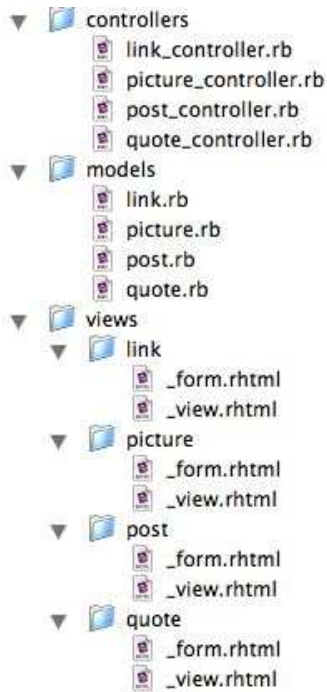 controllers
link_controller.rb
picture_controller.rb
post_controller.rb
quote_controller.rb
models
link.rb
picture.rb
post.rb
quote.rb
views
link
_form.rhtml
_view.rhtml
picture
_form.rhtml
_view.rhtml
post
_form.rhtml
_view.rhtml
quote
_form.rhtml
_view.rhtml